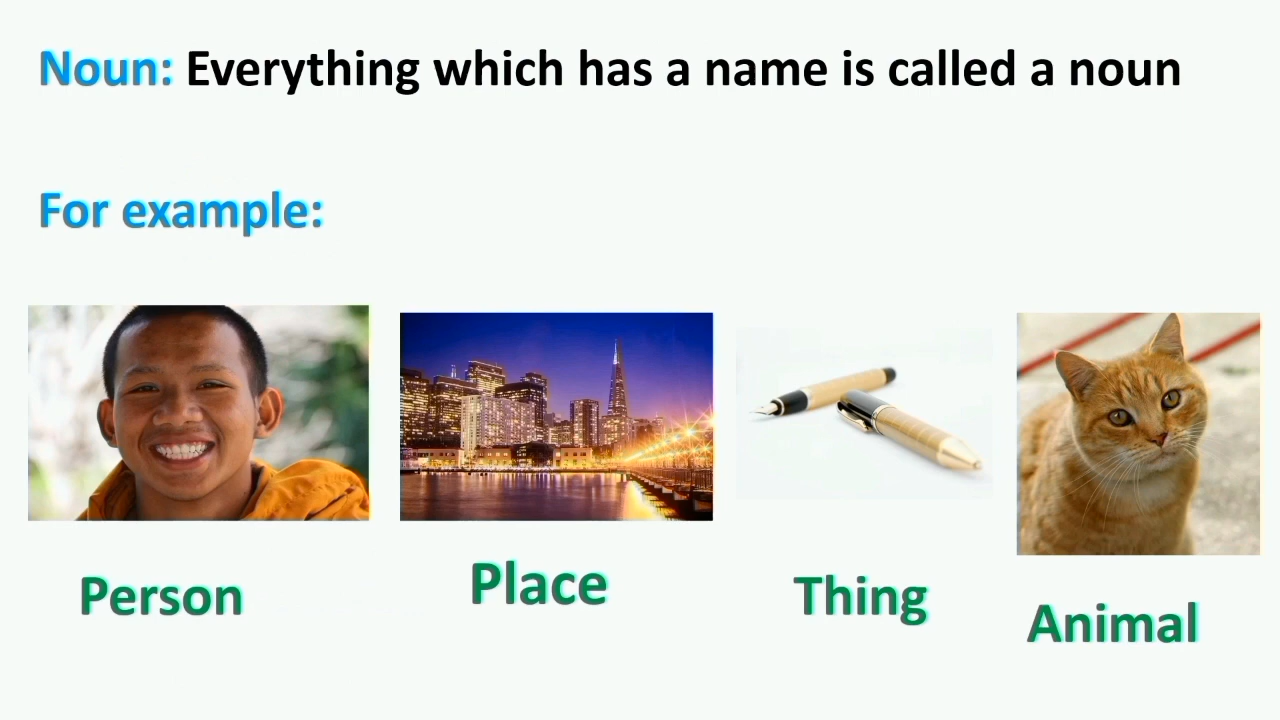 Noun: Everything which has a name is called a noun
For example:
Person
Place
Thing
Animal